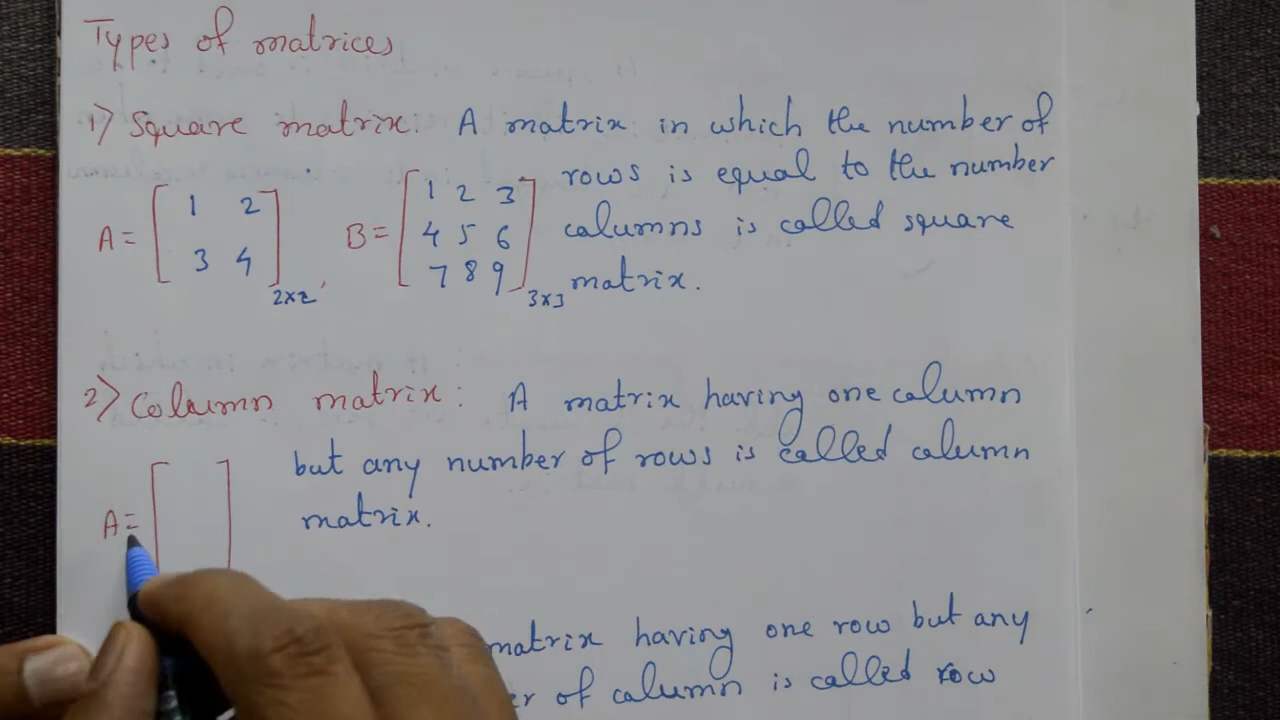 Types of matrices
1) Square matrix: A matrix in which the number of
rows is equal to the number
columns is called square
matrix.
A = [ 1 2
3 4 ] 2x2,
B = [ 1 2 3
4 5 6
7 8 9 ] 3x3
2) Column matrix: A matrix having one column
but any number of rows is called column
matrix.
A = [ ]
matrix having one row but any
er of column is called row